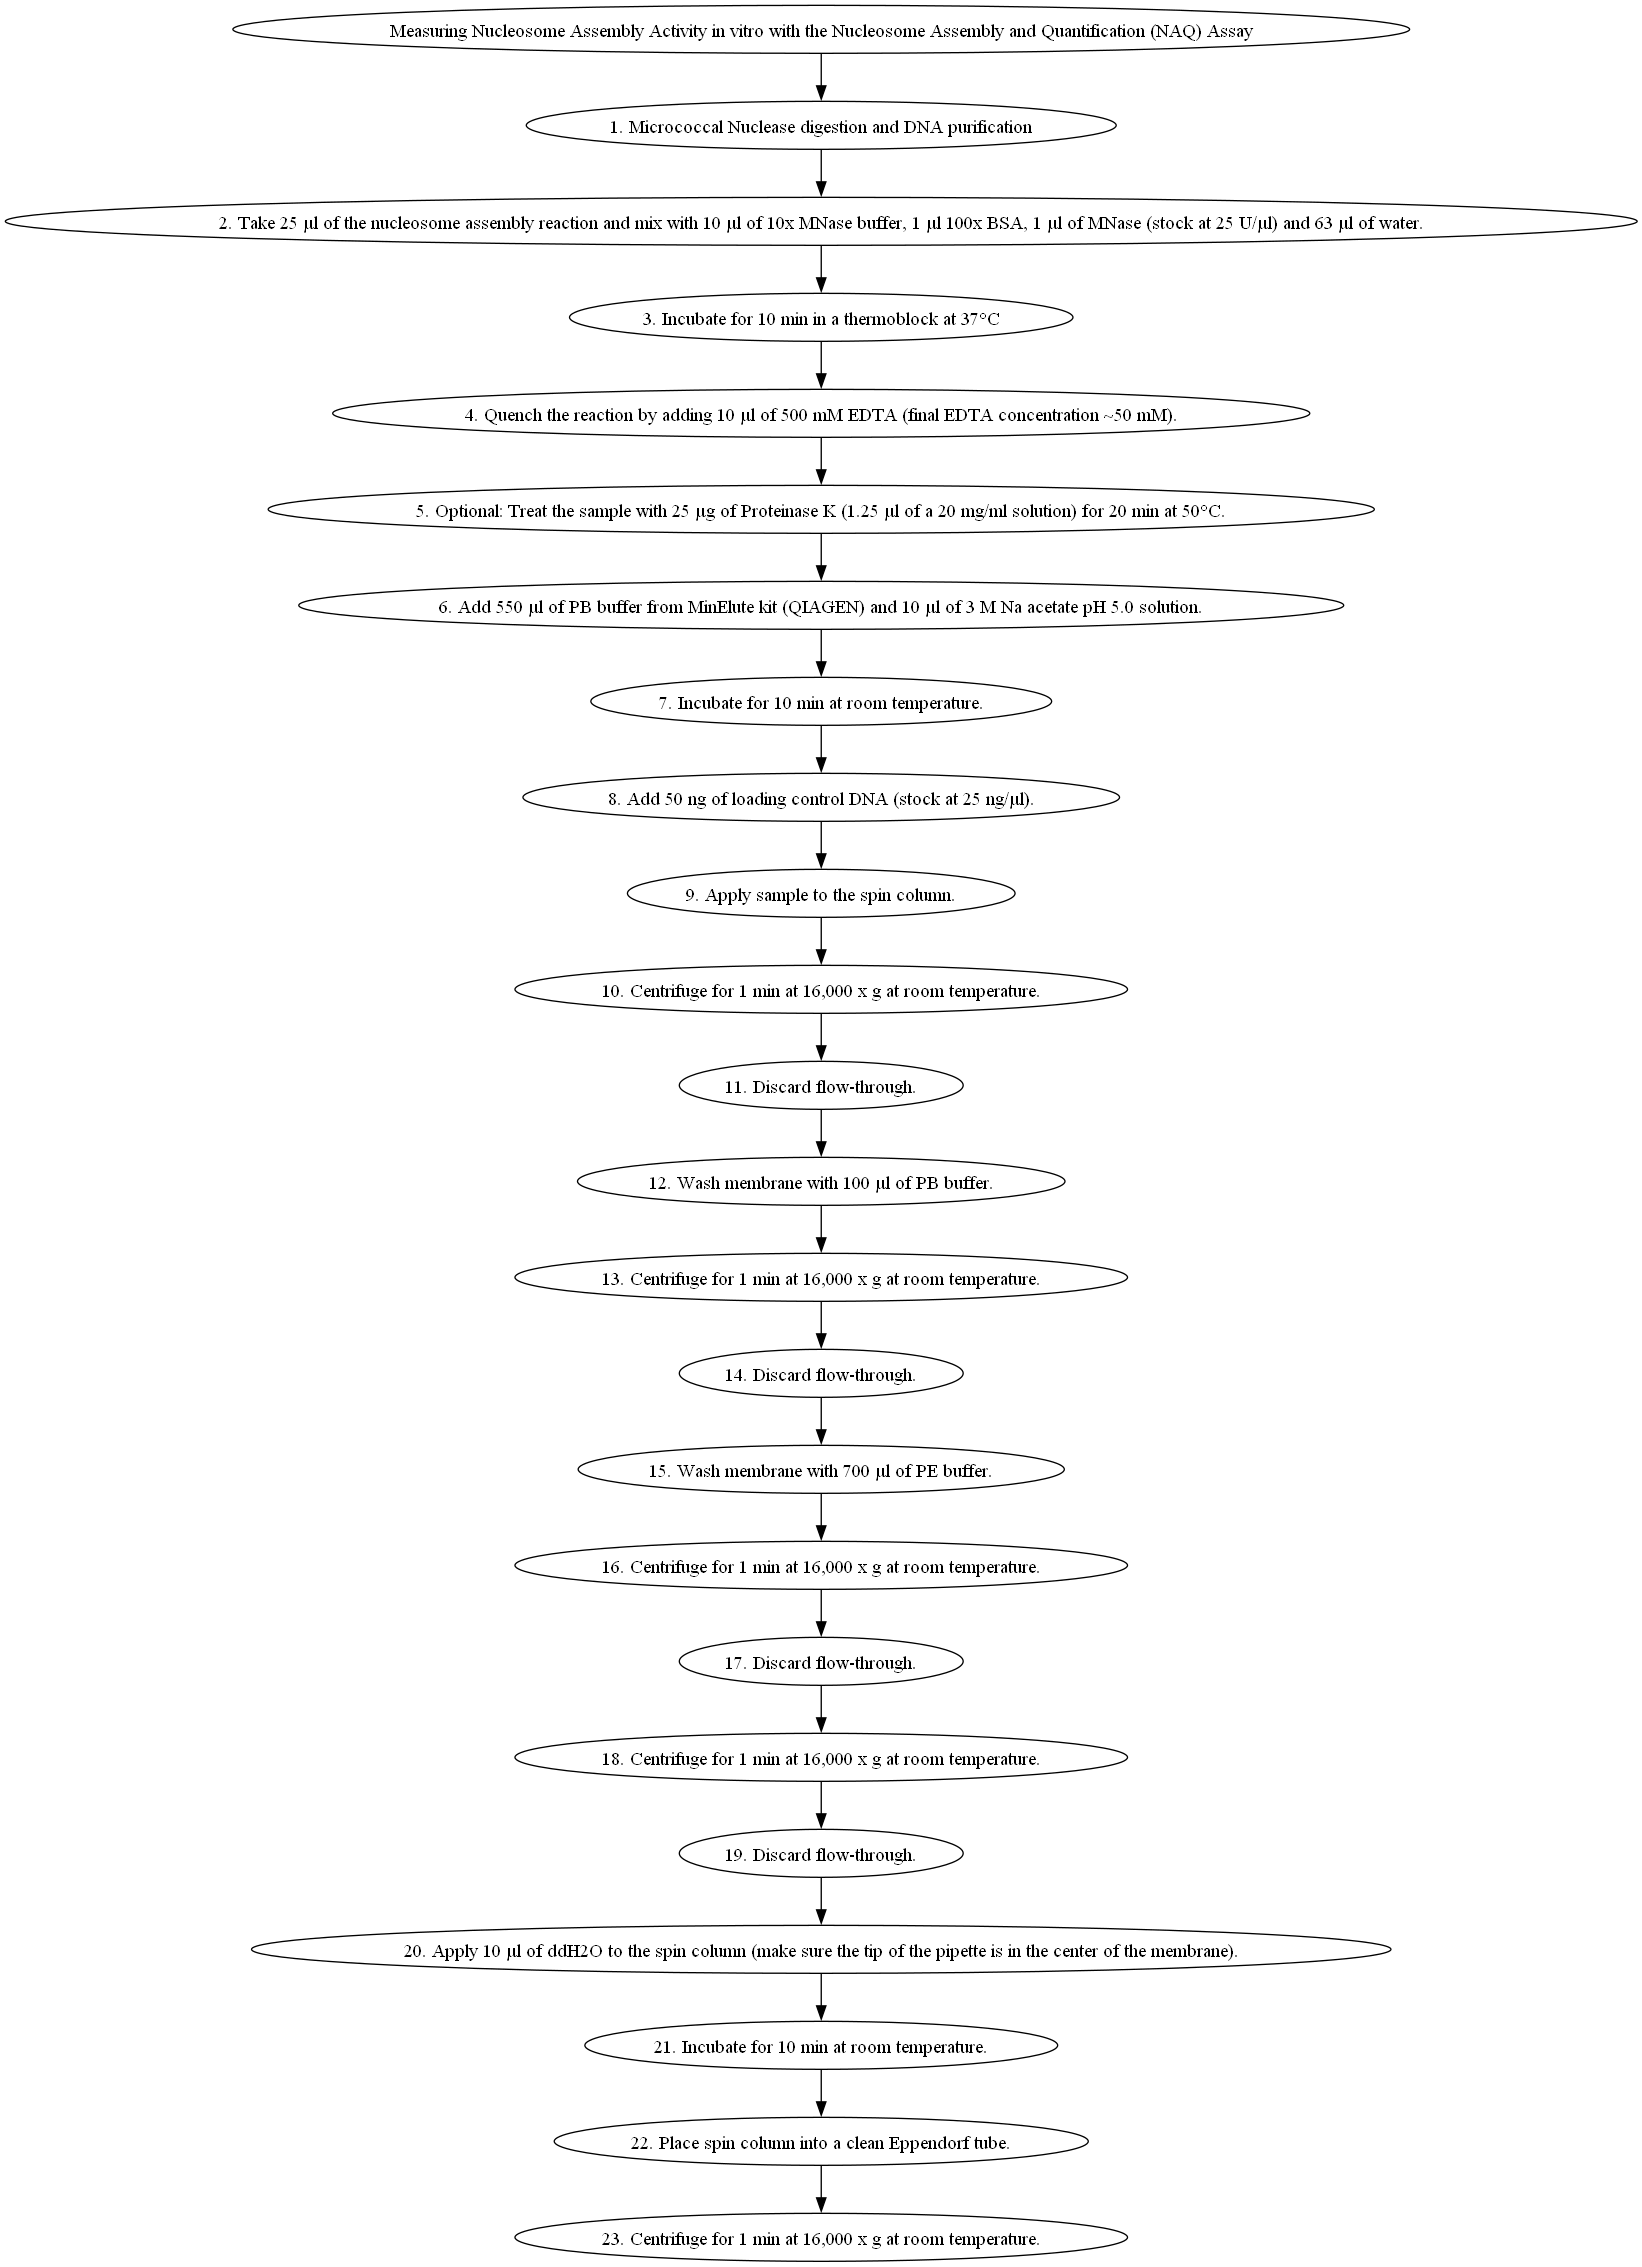 Measuring Nucleosome Assembly Activity in vitro with the Nucleosome Assembly and Quantification (NAQ) Assay
1. Micrococcal Nuclease digestion and DNA purification
2. Take 25 µl of the nucleosome assembly reaction and mix with 10 µl of 10x MNase buffer, 1 µl 100x BSA, 1 µl of MNase (stock at 25 U/µl) and 63 µl of water.
3. Incubate for 10 min in a thermoblock at 37°C
4. Quench the reaction by adding 10 µl of 500 mM EDTA (final EDTA concentration ~50 mM).
5. Optional: Treat the sample with 25 µg of Proteinase K (1.25 µl of a 20 mg/ml solution) for 20 min at 50°C.
6. Add 550 µl of PB buffer from MinElute kit (QIAGEN) and 10 µl of 3 M Na acetate pH 5.0 solution.
7. Incubate for 10 min at room temperature.
8. Add 50 ng of loading control DNA (stock at 25 ng/µl).
9. Apply sample to the spin column.
10. Centrifuge for 1 min at 16,000 x g at room temperature.
11. Discard flow-through.
12. Wash membrane with 100 µl of PB buffer.
13. Centrifuge for 1 min at 16,000 x g at room temperature.
14. Discard flow-through.
15. Wash membrane with 700 µl of PE buffer.
16. Centrifuge for 1 min at 16,000 x g at room temperature.
17. Discard flow-through.
18. Centrifuge for 1 min at 16,000 x g at room temperature.
19. Discard flow-through.
20. Apply 10 µl of ddH2O to the spin column (make sure the tip of the pipette is in the center of the membrane).
21. Incubate for 10 min at room temperature.
22. Place spin column into a clean Eppendorf tube.
23. Centrifuge for 1 min at 16,000 x g at room temperature.